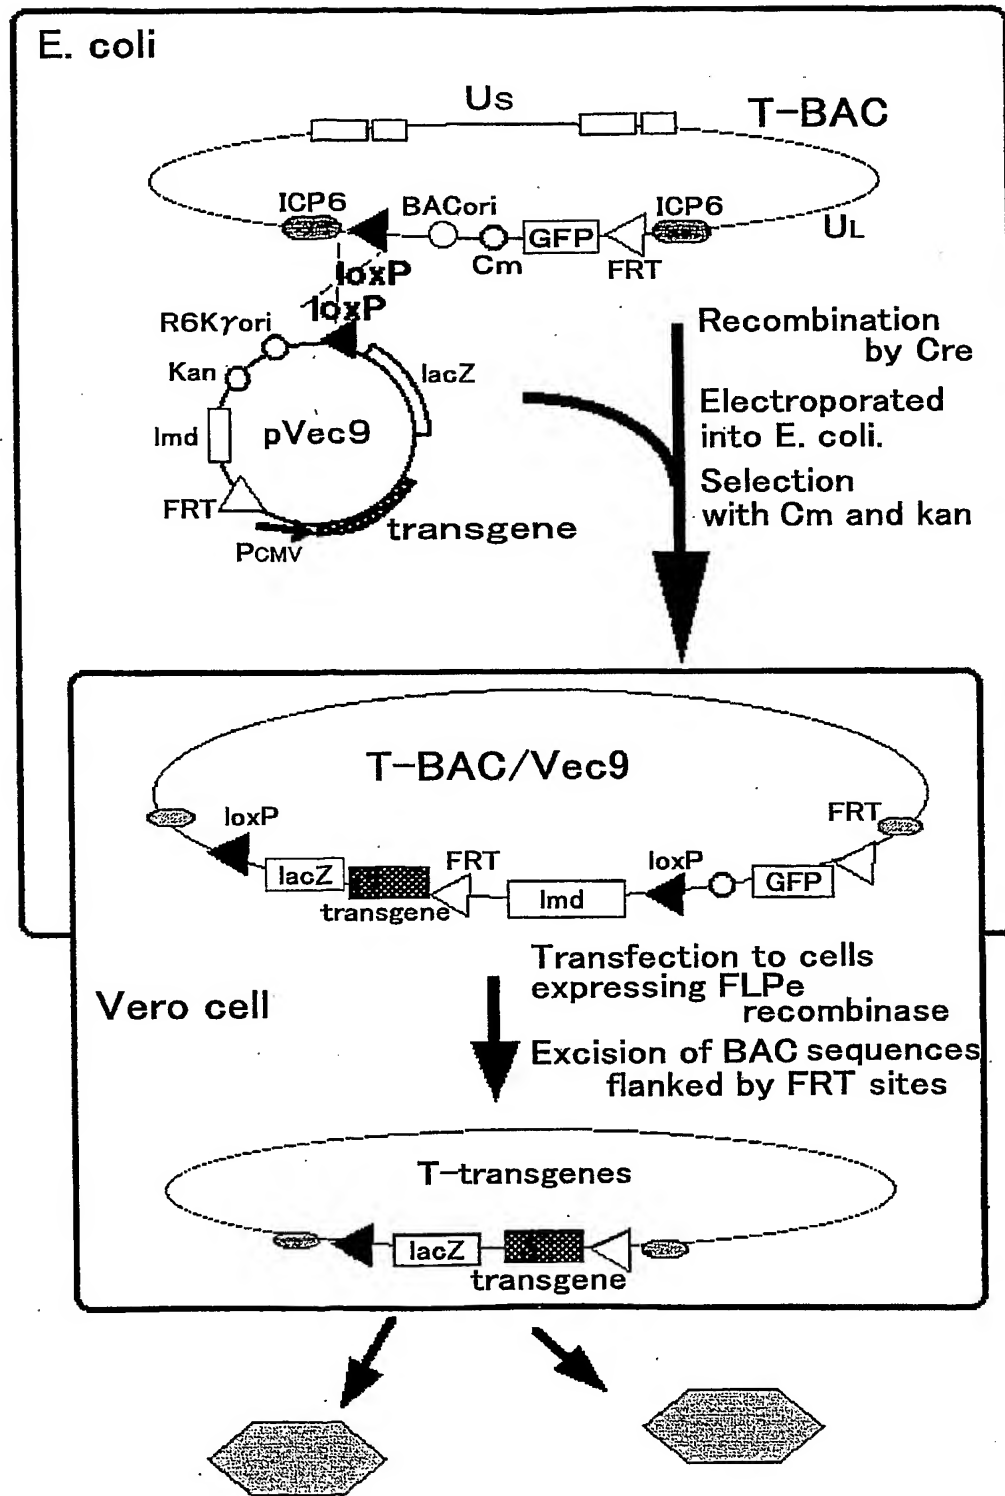 E. coli
Us
T-BAC
ICP6
BACori
ICP6
UL
GFP
Cm
FRT
loxP
loxP
R6Kγori
Kan
lacZ
lmd
pVec9
FRT
transgene
PCMV
Recombination
by Cre
Electroporated
into E. coli.
Selection
with Cm and kan
T-BAC/Vec9
loxP
FRT
lacZ
FRT
loxP
GFP
lmd
transgene
Transfection to cells
expressing FLPe
recombinase
Vero cell
Excision of BAC sequences
flanked by FRT sites
T-transgenes
lacZ
transgene